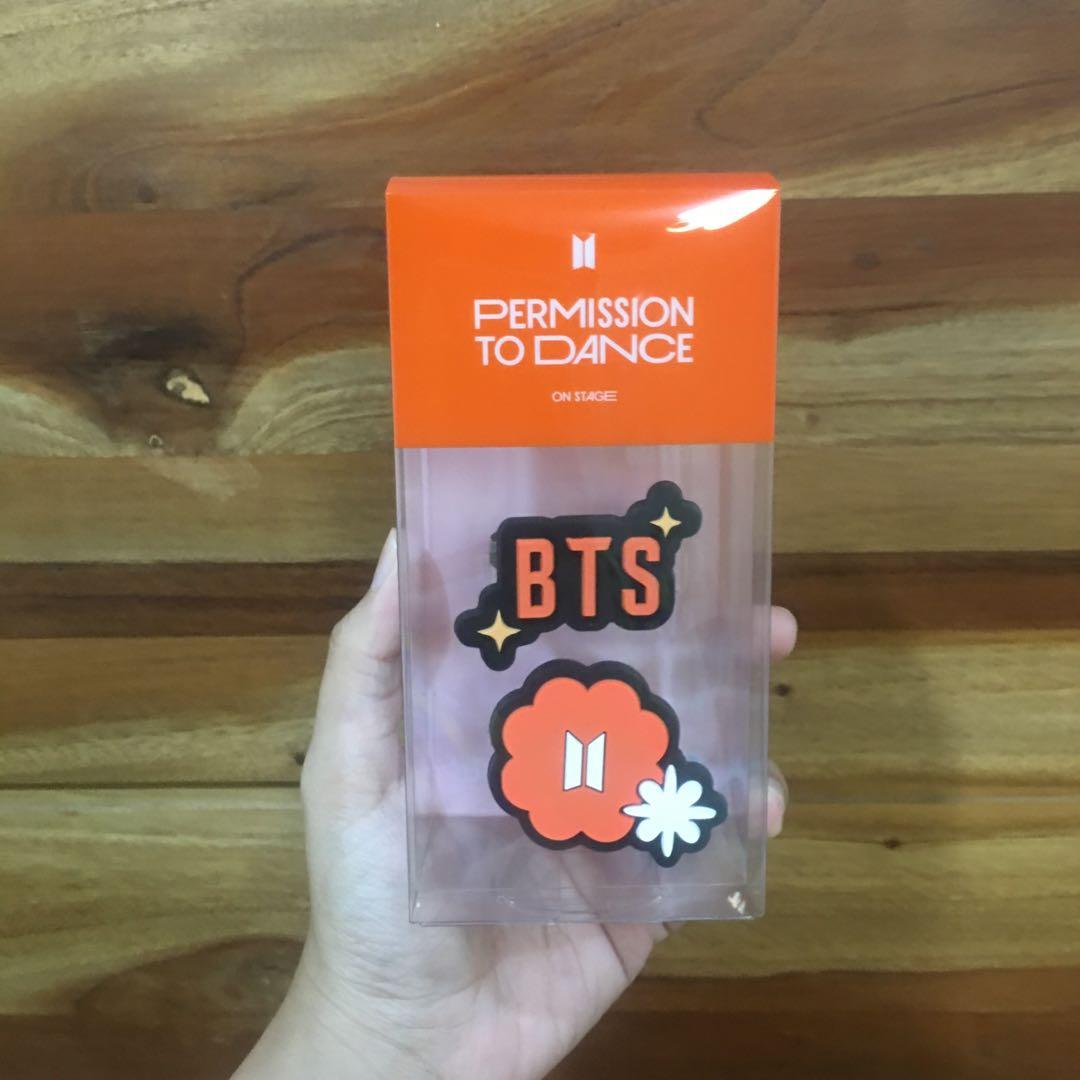 PERMISSION
TO DANCE
ON STAGE
BTS